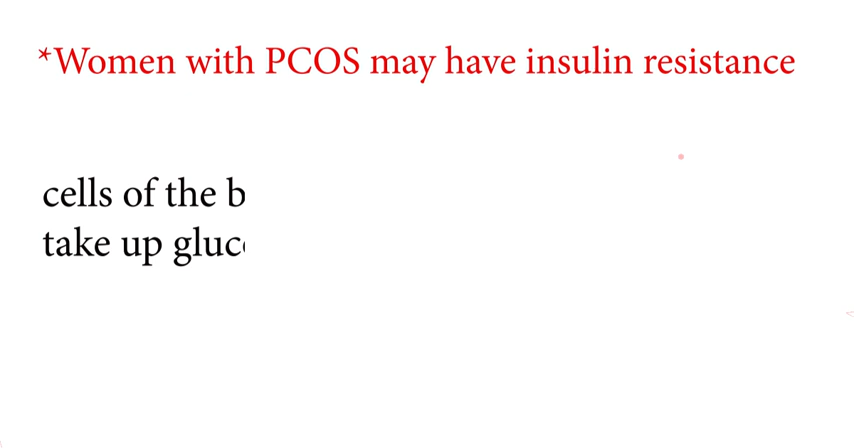 *Women with PCOS may have insulin resistance
cells of the
take up